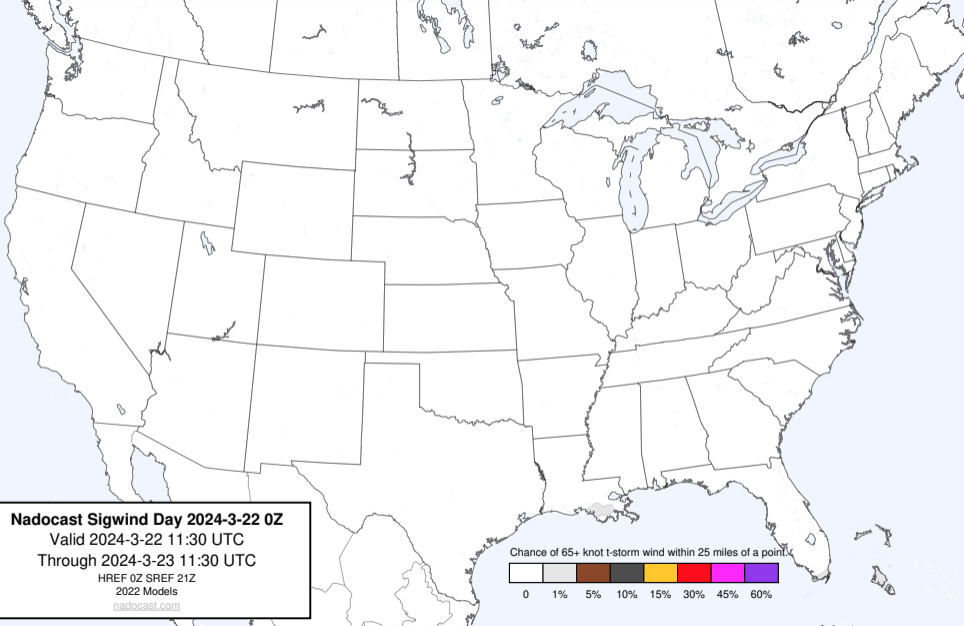 Nadocast Sigwind Day 2024-3-22 0Z
Valid 2024-3-22 11:30 UTC
Through 2024-3-23 11:30 UTC
HREF 0Z SREF 21Z
2022 Models
nadocast.com
Chance of 65+ knot t-storm wind within 25 miles of a point.
0 1% 5% 10% 15% 30% 45% 60%